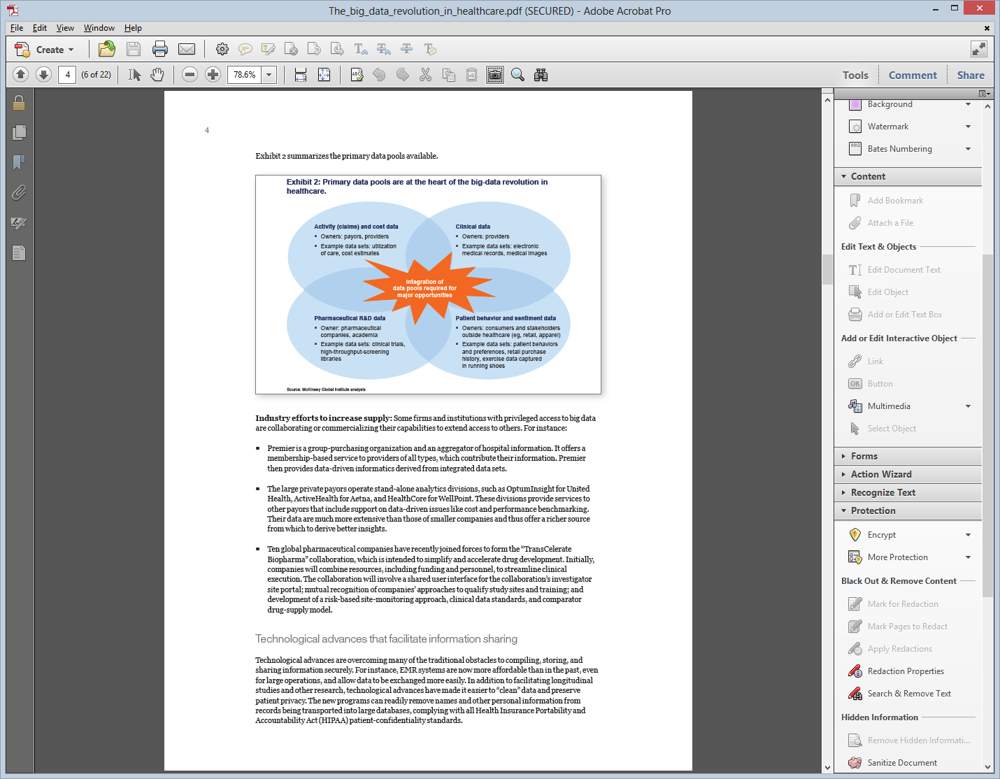 The_big_data_revolution_in_healthcare.pdf (SECURED) - Adobe Acrobat Pro
File Edit View Window Help
Create
4 (6 of 22) 78.6% Tools Comment Share
4
Exhibit 2 summarizes the primary data pools available.
Exhibit 2: Primary data pools are at the heart of the big-data revolution in
healthcare.
Activity (claims) and cost data
▪ Owners: payors, providers
▪ Example data sets: utilization
of care, cost estimates
Clinical data
▪ Owners: providers
▪ Example data sets: electronic
medical records, medical images
Integration of
data pools required for
major opportunities
Pharmaceutical R&D data
▪ Owner: pharmaceutical
companies, academia
▪ Example data sets: clinical trials,
high-throughput-screening
libraries
Patient behavior and sentiment data
▪ Owners: consumers and stakeholders
outside healthcare (eg, retail, apparel)
▪ Example data sets: patient behaviors
and preferences, retail purchase
history, exercise data captured
in running shoes
Source: McKinsey Global Institute analysis
Industry efforts to increase supply: Some firms and institutions with privileged access to big data
are collaborating or commercializing their capabilities to extend access to others. For instance:
▪ Premier is a group-purchasing organization and an aggregator of hospital information. It offers a
membership-based service to providers of all types, which contribute their information. Premier
then provides data-driven informatics derived from integrated data sets.
▪ The large private payors operate stand-alone analytics divisions, such as OptumInsight for United
Health, ActiveHealth for Aetna, and HealthCore for WellPoint. These divisions provide services to
other payors that include support on data-driven issues like cost and performance benchmarking.
Their data are much more extensive than those of smaller companies and thus offer a richer source
from which to derive better insights.
▪ Ten global pharmaceutical companies have recently joined forces to form the “TransCelerate
Biopharma” collaboration, which is intended to simplify and accelerate drug development. Initially,
companies will combine resources, including funding and personnel, to streamline clinical
execution. The collaboration will involve a shared user interface for the collaboration’s investigator
site portal; mutual recognition of companies’ approaches to qualify study sites and training; and
development of a risk-based site-monitoring approach, clinical data standards, and comparator
drug-supply model.
Technological advances that facilitate information sharing
Technological advances are overcoming many of the traditional obstacles to compiling, storing, and
sharing information securely. For instance, EMR systems are now more affordable than in the past, even
for large operations, and allow data to be exchanged more easily. In addition to facilitating longitudinal
studies and other research, technological advances have made it easier to “clean” data and preserve
patient privacy. The new programs can readily remove names and other personal information from
records being transported into large databases, complying with all Health Insurance Portability and
Accountability Act (HIPAA) patient-confidentiality standards.
Background
Watermark
0012 Bates Numbering
Content
Add Bookmark
Attach a File
Edit Text & Objects
Edit Document Text
Edit Object
Add or Edit Text Box
Add or Edit Interactive Object
Link
OK Button
Multimedia
Select Object
Forms
Action Wizard
Recognize Text
Protection
Encrypt
More Protection
Black Out & Remove Content
Mark for Redaction
Mark Pages to Redact
Apply Redactions
Redaction Properties
Search & Remove Text
Hidden Information
Remove Hidden Informati...
Sanitize Document